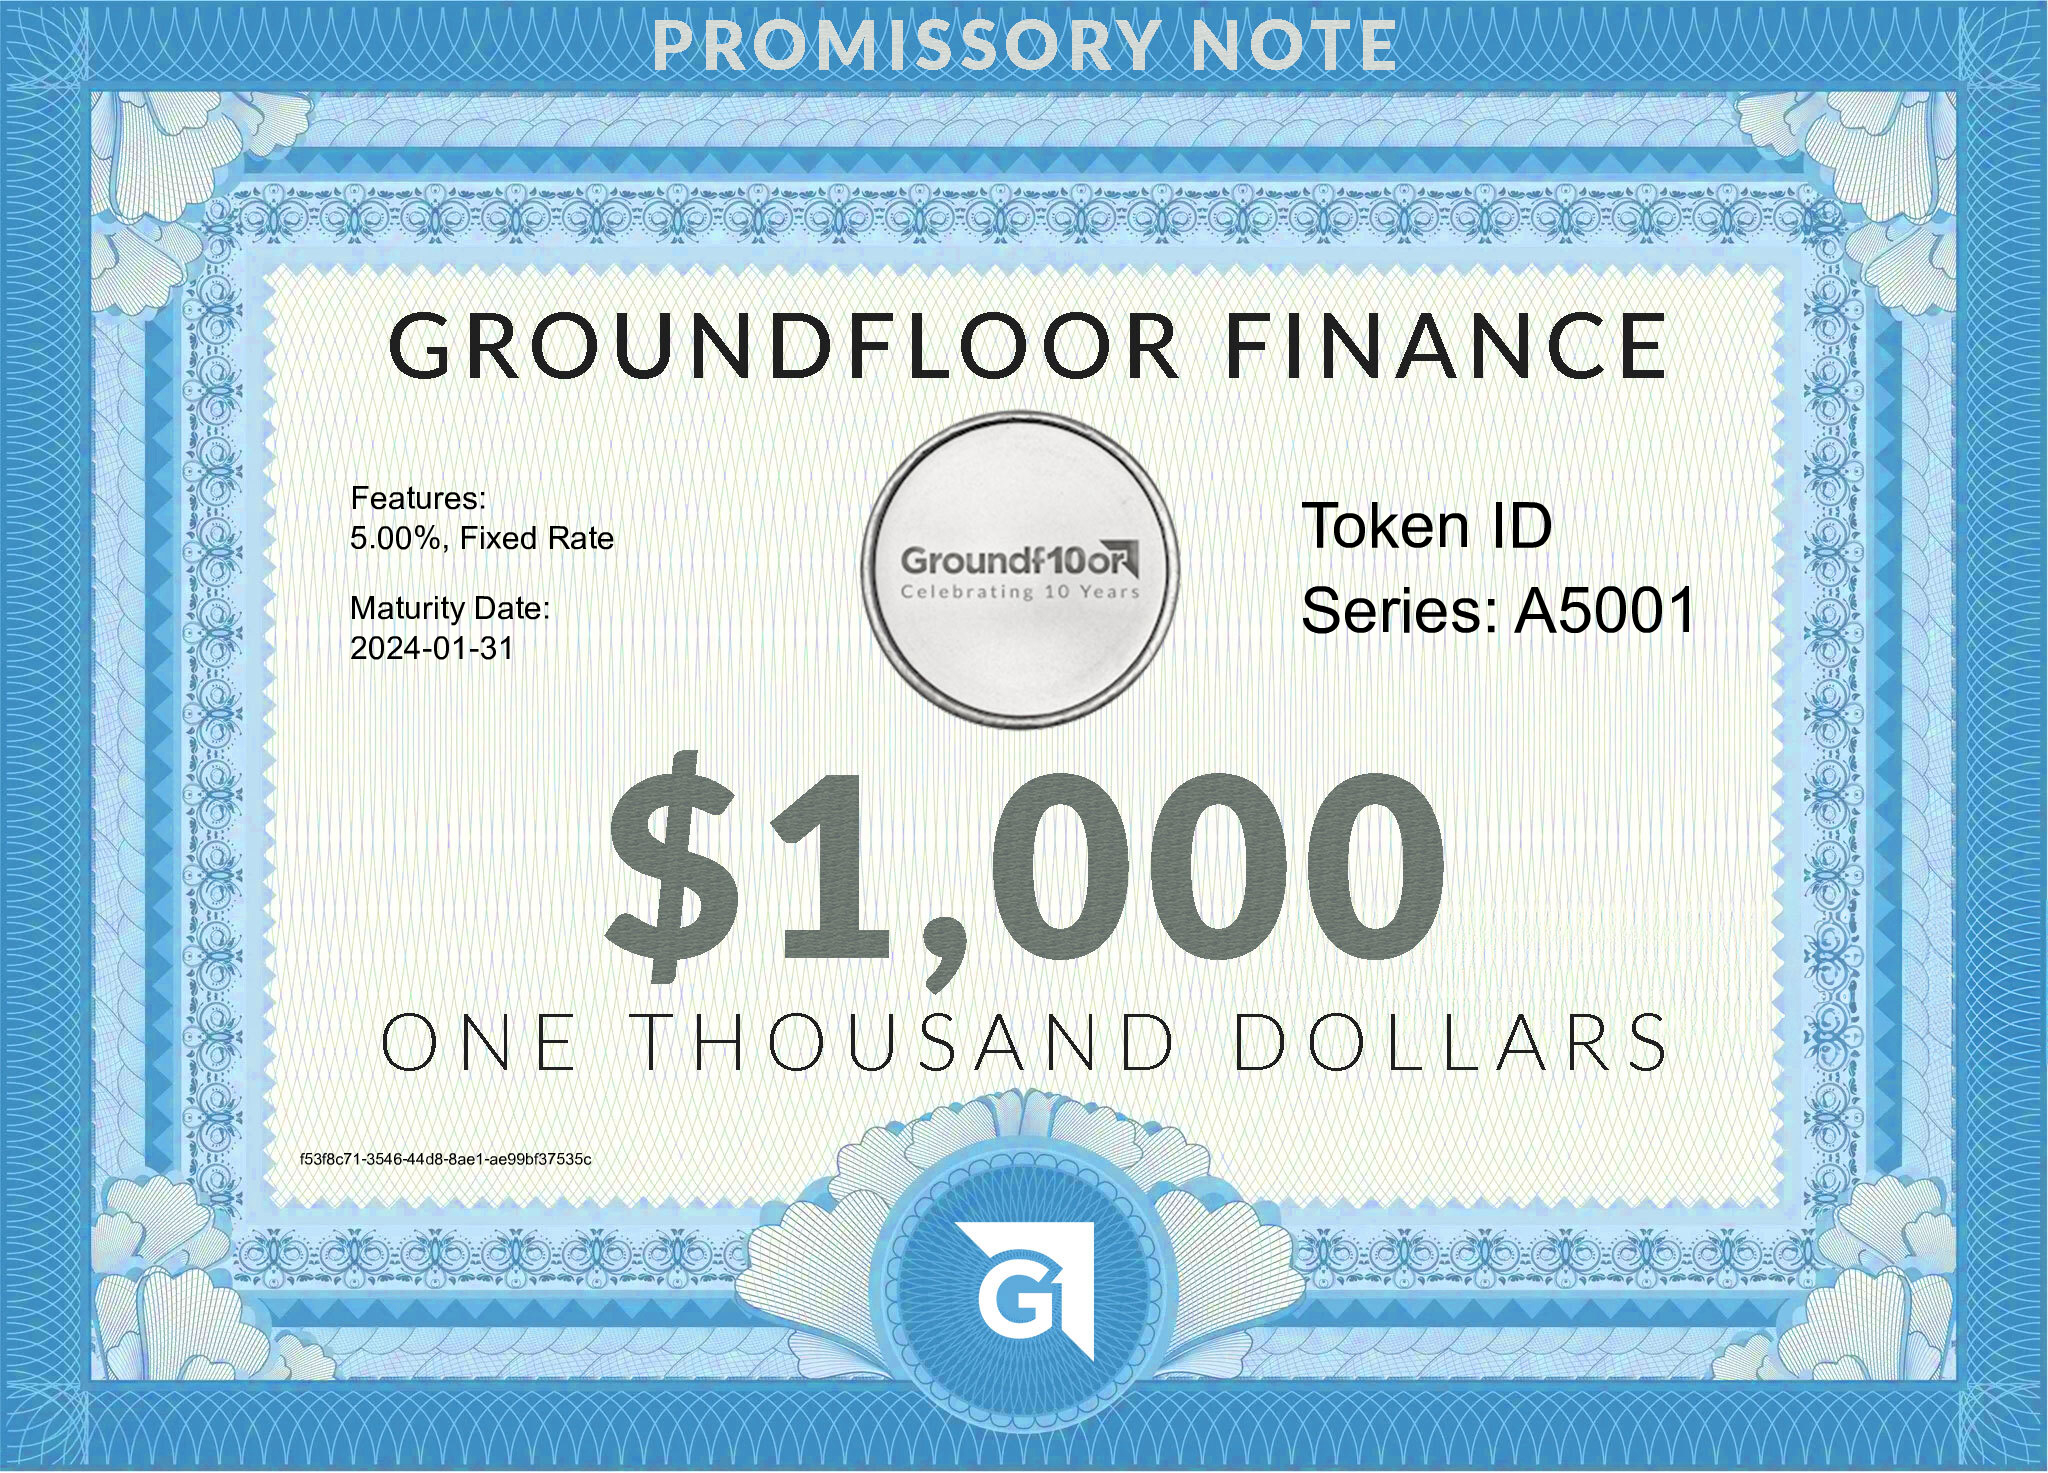 PROMISSORY NOTE
GROUNDFLOOR FINANCE
Features:
5.00%, Fixed Rate
Maturity Date:
2024-01-31
Groundf10or
Celebrating 10 Years
Token ID
Series: A5001
$1,000
ONE THOUSAND DOLLARS
f53f8c71-3546-44d8-8ae1-ae99bf37535c
G